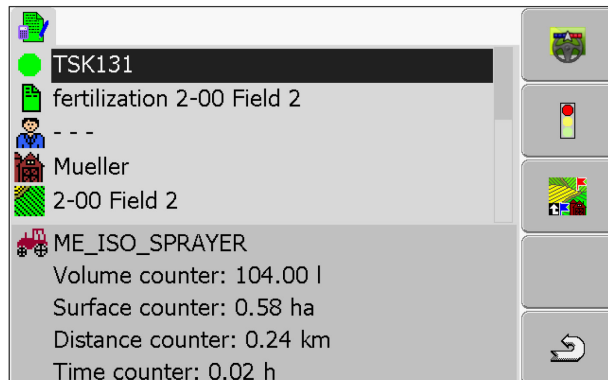 TSK131
fertilization 2-00 Field 2
- - -
Mueller
2-00 Field 2
ME_ISO_SPRAYER
Volume counter: 104.00 l
Surface counter: 0.58 ha
Distance counter: 0.24 km
Time counter: 0.02 h